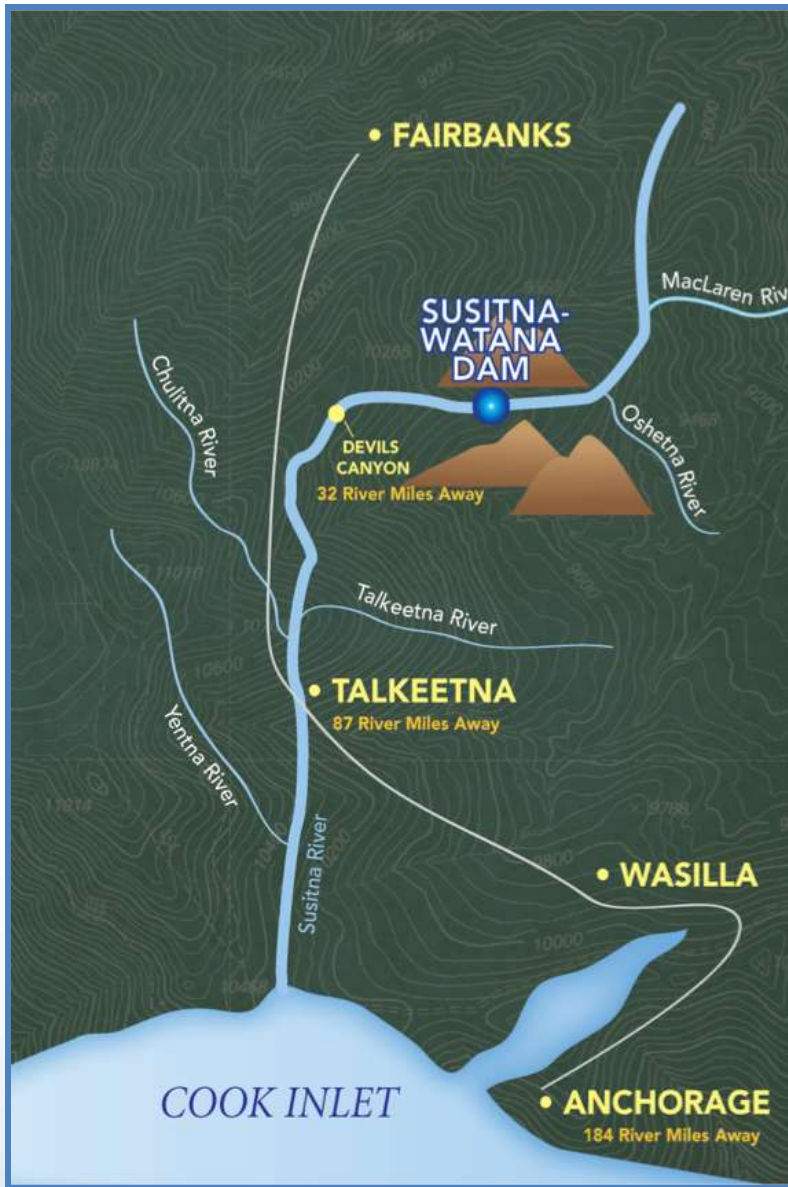 FAIRBANKS
MacLaren Riv
SUSITNA-
WATANA
DAM
Chulitna River
DEVILS
CANYON
32 River Miles Away
Oshetna River
Talkeetna River
TALKEETNA
87 River Miles Away
Yentna River
Susitna River
WASILLA
10000
COOK INLET
ANCHORAGE
184 River Miles Away